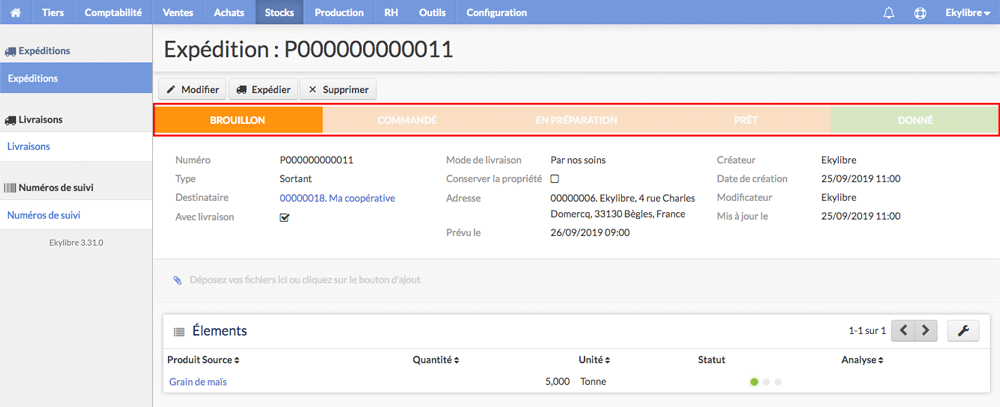 Tiers Comptabilité Ventes Achats Stocks Production RH Outils Configuration Ekylibre
Expéditions
Expéditions
Livraisons
Livraisons
Numéros de suivi
Numéros de suivi
Ekylibre 3.31.0
Expédition : P000000000011
Modifier Expédier Supprimer
BROUILLON COMMANDÉ EN PRÉPARATION PRÊT DONNÉ
Numéro P000000000011
Type Sortant
Destinataire 00000018. Ma coopérative
Avec livraison
Mode de livraison Par nos soins
Conserver la propriété
Adresse 00000006. Ekylibre, 4 rue Charles
Domercq, 33130 Bègles, France
Prévu le 26/09/2019 09:00
Créateur Ekylibre
Date de création 25/09/2019 11:00
Modificateur Ekylibre
Mis à jour le 25/09/2019 11:00
Déposez vos fichiers ici ou cliquez sur le bouton d'ajout
Élements 1-1 sur 1
Produit Source Quantité Unité Statut Analyse
Grain de maïs 5,000 Tonne